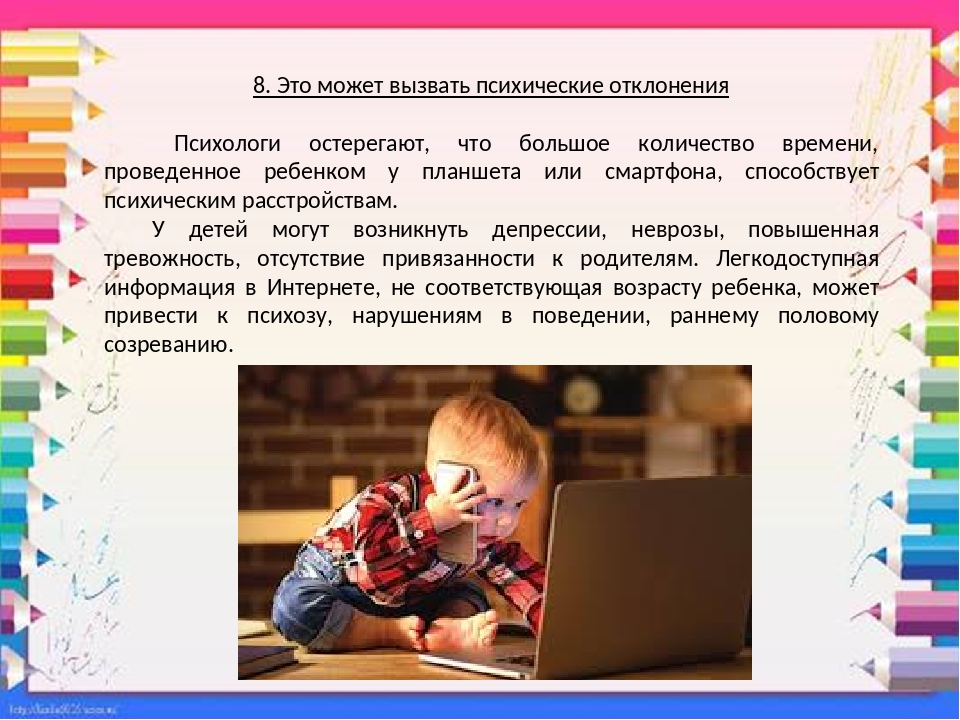 8. Это может вызвать психические отклонения
Психологи остерегают, что большое количество времени,
проведенное ребенком у планшета или смартфона, способствует
психическим расстройствам.
У детей могут возникнуть депрессии, неврозы, повышенная
тревожность, отсутствие привязанности к родителям. Легкодоступная
информация в Интернете, не соответствующая возрасту ребенка, может
привести к психозу, нарушениям в поведении, раннему половому
созреванию.